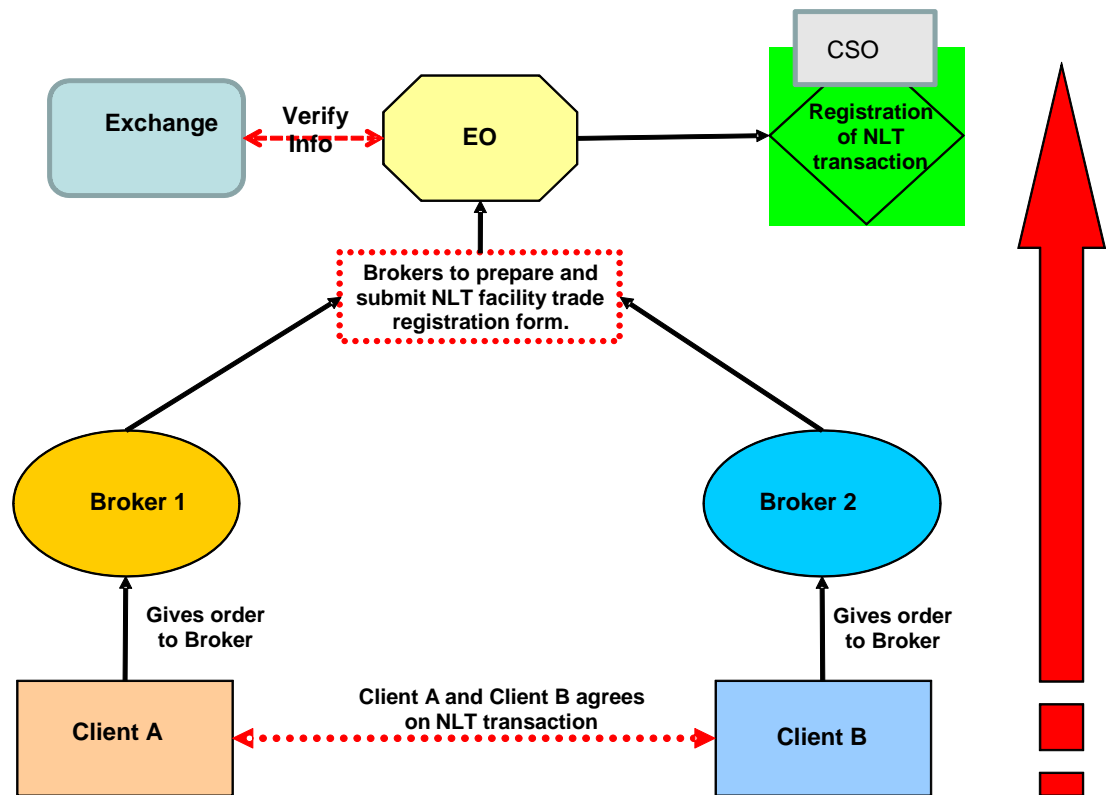 CSO
Exchange
Verify
Info
EO
Registration
of NLT
transaction
Brokers to prepare and
submit NLT facility trade
registration form.
Broker 1
Broker 2
Gives order
to Broker
Gives order
to Broker
Client A and Client B agrees
on NLT transaction
Client A
Client B